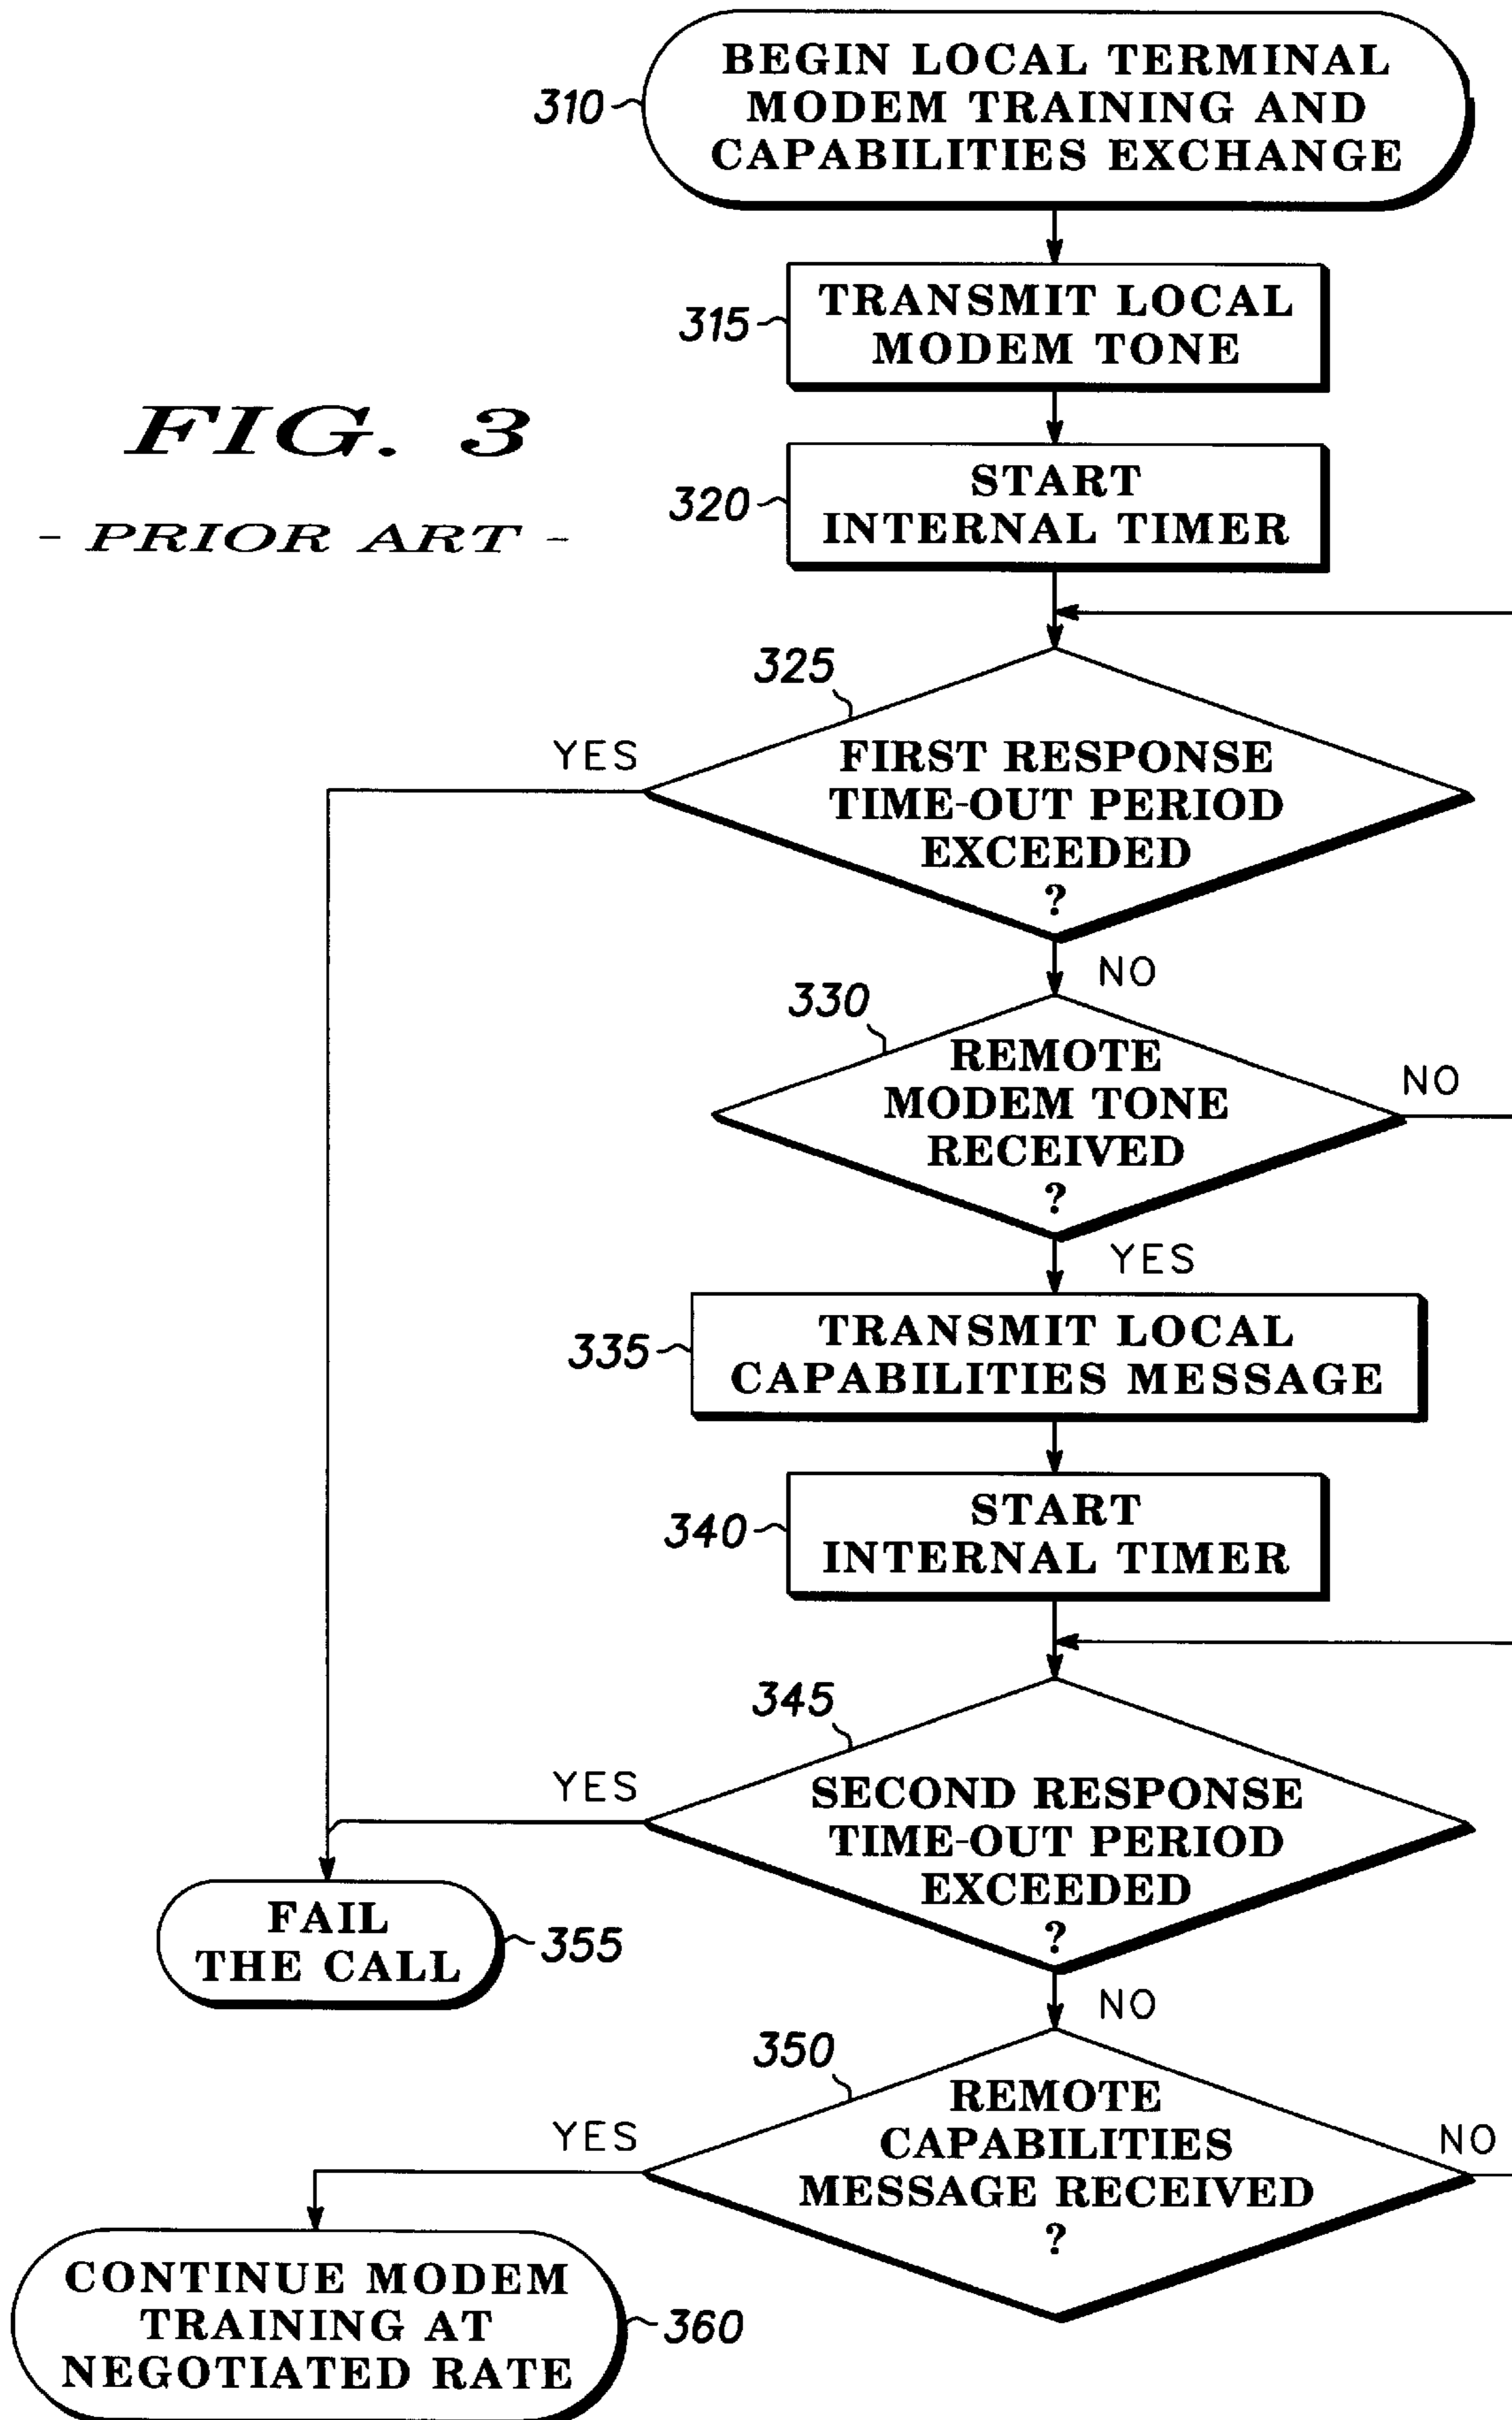 BEGIN LOCAL TERMINAL
MODEM TRAINING AND
CAPABILITIES EXCHANGE
310
TRANSMIT LOCAL
MODEM TONE
315
FIG. 3
- PRIOR ART -
START
INTERNAL TIMER
320
325
YES
FIRST RESPONSE
TIME-OUT PERIOD
EXCEEDED
?
NO
330
REMOTE
MODEM TONE
RECEIVED
?
NO
YES
335
TRANSMIT LOCAL
CAPABILITIES MESSAGE
340
START
INTERNAL TIMER
345
YES
SECOND RESPONSE
TIME-OUT PERIOD
EXCEEDED
?
FAIL
THE CALL
355
NO
350
YES
REMOTE
CAPABILITIES
MESSAGE RECEIVED
?
NO
CONTINUE MODEM
TRAINING AT
NEGOTIATED RATE
360